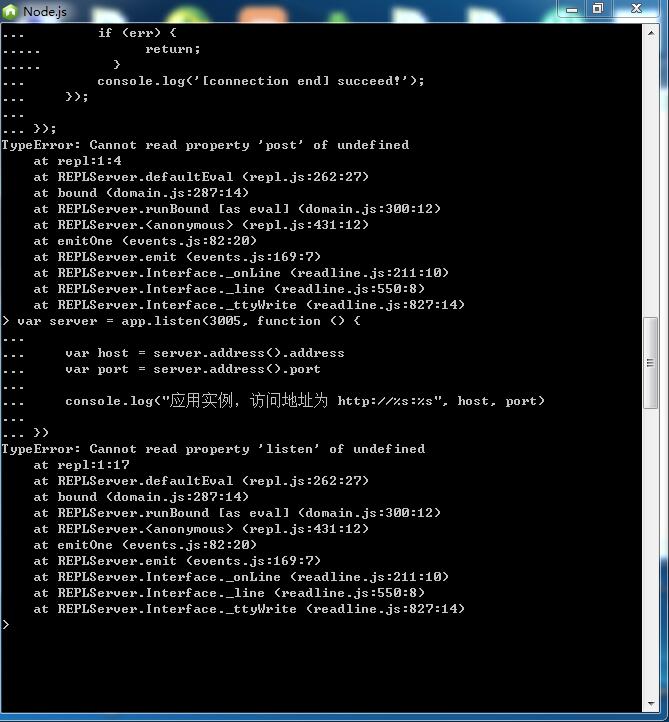 Node.js
...         if (err) {
.....               return;
.....           }
...         console.log('[connection end] succeed!');
...     });
...
... });
TypeError: Cannot read property 'post' of undefined
    at repl:1:4
    at REPLServer.defaultEval (repl.js:262:27)
    at bound (domain.js:287:14)
    at REPLServer.runBound [as eval] (domain.js:300:12)
    at REPLServer.<anonymous> (repl.js:431:12)
    at emitOne (events.js:82:20)
    at REPLServer.emit (events.js:169:7)
    at REPLServer.Interface._onLine (readline.js:211:10)
    at REPLServer.Interface._line (readline.js:550:8)
    at REPLServer.Interface._ttyWrite (readline.js:827:14)
> var server = app.listen(3005, function () {
...
...     var host = server.address().address
...     var port = server.address().port
...
...     console.log("应用实例，访问地址为 http://%s:%s", host, port)
...
... })
TypeError: Cannot read property 'listen' of undefined
    at repl:1:17
    at REPLServer.defaultEval (repl.js:262:27)
    at bound (domain.js:287:14)
    at REPLServer.runBound [as eval] (domain.js:300:12)
    at REPLServer.<anonymous> (repl.js:431:12)
    at emitOne (events.js:82:20)
    at REPLServer.emit (events.js:169:7)
    at REPLServer.Interface._onLine (readline.js:211:10)
    at REPLServer.Interface._line (readline.js:550:8)
    at REPLServer.Interface._ttyWrite (readline.js:827:14)
>